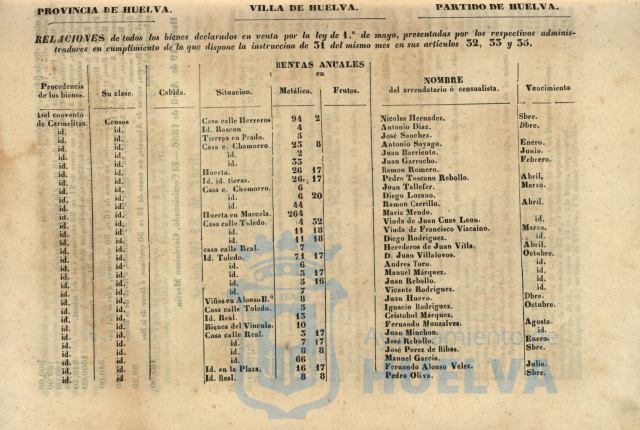 PROVINCIA DE HUELVA. VILLA DE HUELVA. PARTIDO DE HUELVA.
RELACIONES de todos los bienes declarados en venta por la ley de 1.º de mayo, presentadas por los respectivos adminis-
tradores en cumplimiento de la que dispone la instruccion de 31 del mismo mes en sus articulos 32, 33 y 35.
RENTAS ANUALES
en
Procedencia de los bienes. Su clase. Cabida. Situacion. Metálico. Frutos. NOMBRE del arrendatario ó censualista. Vencimiento
Del convento
de Carmelitas. Censos Casa calle Herreros 94 2 Nicolas Hernadez. Sbre.
id. id. Id. Rascon 4 Antonio Diaz. Dbre.
id. id. Tierras en Prado. 5 José Sanchez.
id. id. Casa c. Chamorro. 25 8 Antonio Sayago. Enero.
id. id. id. 2 Juan Barriento. Junio.
id. id. id. 33 Juan Garrocho. Febrero.
id. id. Huerta. 26 17 Ramon Romero.
id. id. Id. id. tieras. 26 17 Pedro Toscano Rebollo. Abril,
id. id. Casa c. Chamorro. 6 Juan Tallefer. Marzo.
id. id. id. 6 20 Diego Lozano.
id. id. id. 44 Ramon Carrillo. Abril.
id. id. Huerta en Marcela. 264 Maria Mendo.
id. id. Casa calle Toledo. 4 32 Viuda de Juan Cuas Leon. id.
id. id. id. 11 18 Viuda de Francisco Vizcaino. Marzo,
id. id. id. 11 18 Diego Rodriguez. id.
id. id. casa calle Real. 7 Herederos de Juan Villa. Abril.
id. id. Id. Toledo. 71 17 D. Juan Villalovos. Octubre.
id. id. id. 6 Andres Toro. id.
id. id. id. 5 17 Manuel Márquez. id.
id. id. id. 5 16 Juan Rebollo. id.
id. id. id. 7 Vicente Rodriguez. id.
id. id. Viñas en Alonso B.ª 8 Juan Huevo. Dbre.
id. id. Casa calle Toledo. 5 Ignacio Rodriguez. Octubre.
id. id. Id. Real. 13 Cristobal Márquez.
id. id. Bienes del Vinculo. 10 Fernando Monzalves. Agosto
id. id. Casa calle Real. 3 17 Juan Minchon. id.
id. id. id. 7 17 José Rebollo. Enero
id. id. id. 8 8 José Perez de Ribas. Sbre.
id. id. id. 66 Manuel Garcia.
id. id. Id. en la Plaza. 16 17 Fernando Alonso Velez. Julio.
id. id. Id. Real. 8 8 Pedro Oliva. Sbre.
Ayuntamiento de
HUELVA